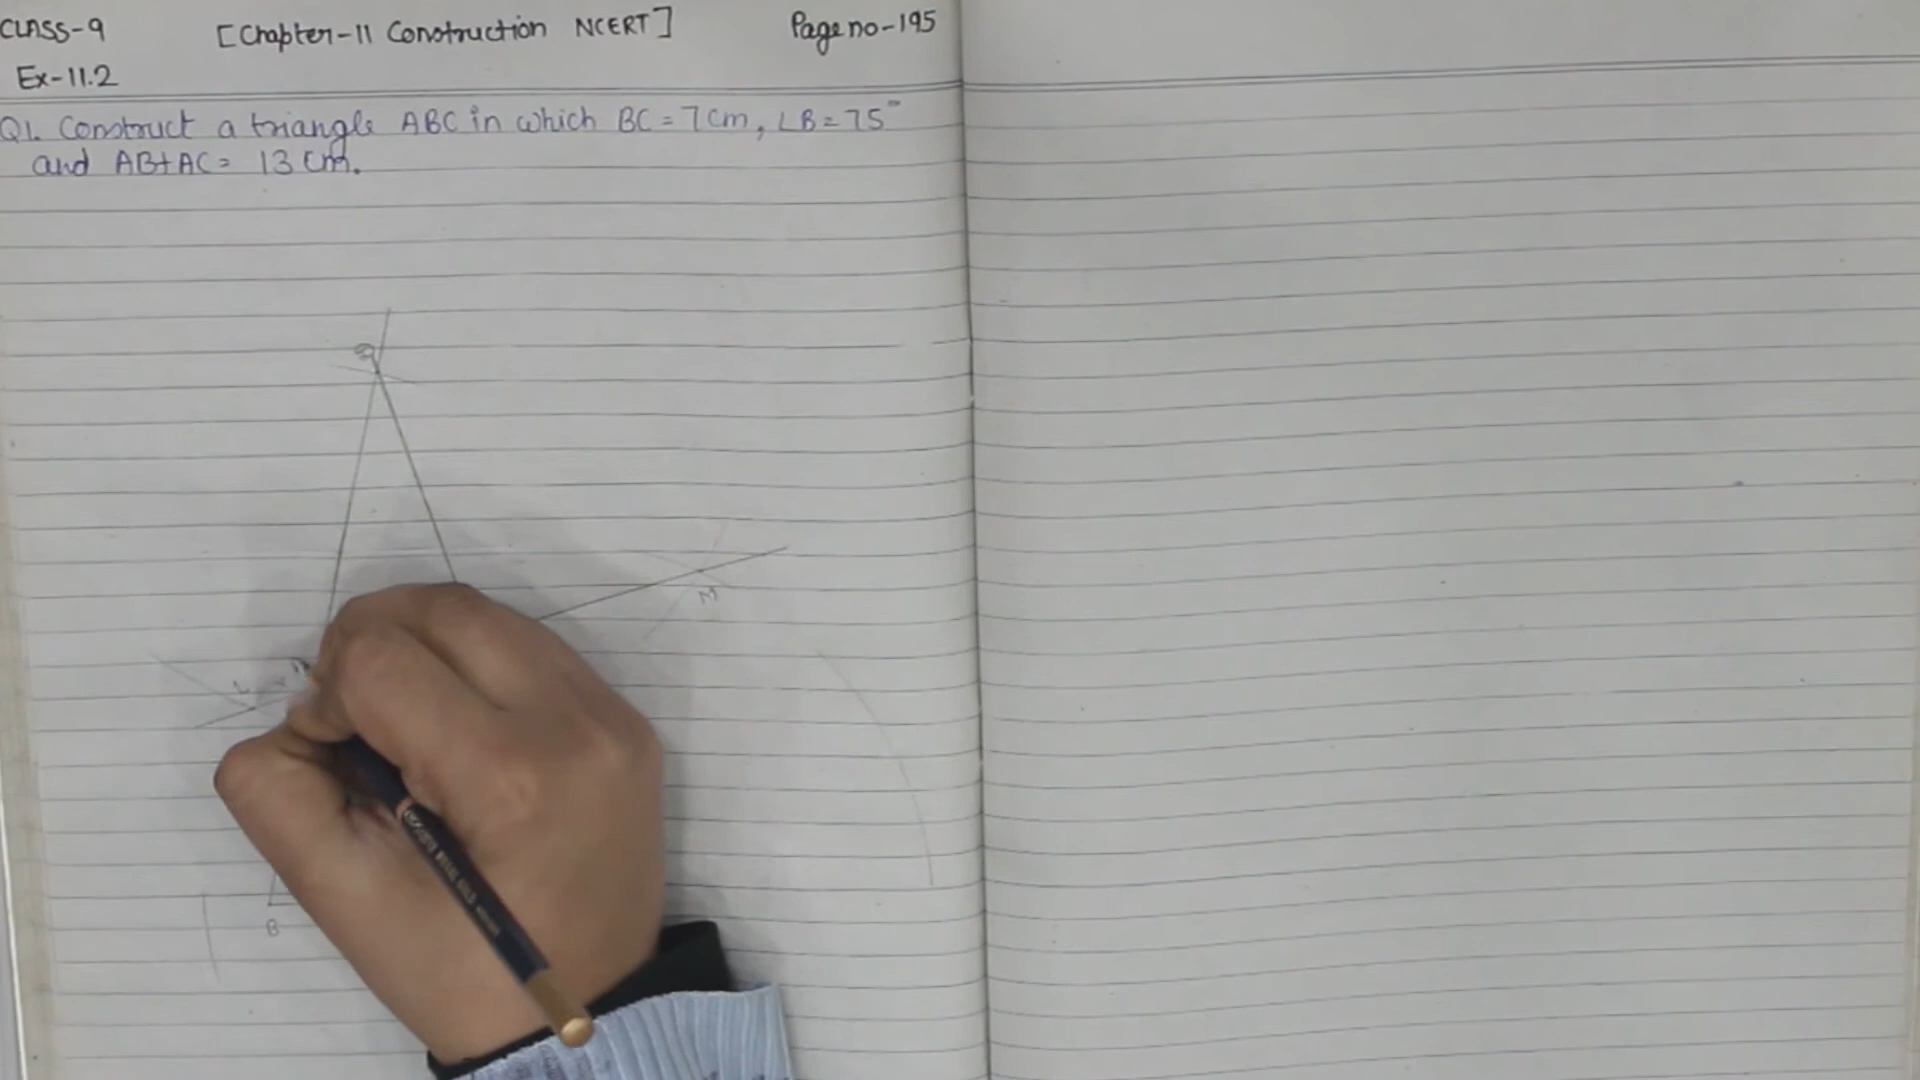 CLASS-9 [Chapter-11 Construction NCERT] Page no-195
Ex-11.2
Q1. Construct a triangle ABC in which BC = 7cm, ∠B = 75°
and AB+AC = 13 cm.
M
L
B